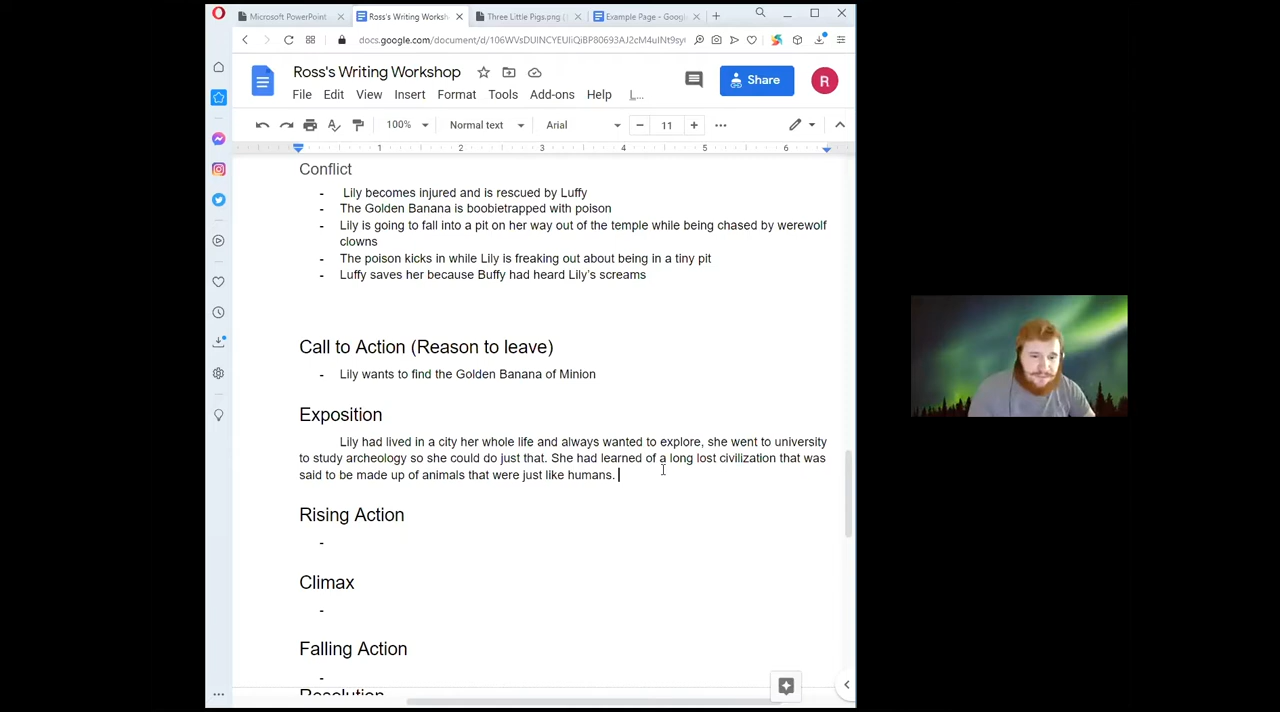 Microsoft PowerPoint
Ross's Writing Worksh
Three Little Pigs.png (
Example Page - Googl
Ross's Writing Workshop
Share
R
File Edit View Insert Format Tools Add-ons Help L...
100% Normal text Arial 11
1 2 3 4 5 6
Conflict
- Lily becomes injured and is rescued by Luffy
- The Golden Banana is boobietrapped with poison
- Lily is going to fall into a pit on her way out of the temple while being chased by werewolf
clowns
- The poison kicks in while Lily is freaking out about being in a tiny pit
- Luffy saves her because Buffy had heard Lily's screams
Call to Action (Reason to leave)
- Lily wants to find the Golden Banana of Minion
Exposition
Lily had lived in a city her whole life and always wanted to explore, she went to university
to study archeology so she could do just that. She had learned of a long lost civilization that was
said to be made up of animals that were just like humans.
Rising Action
-
Climax
-
Falling Action
-
Resolution